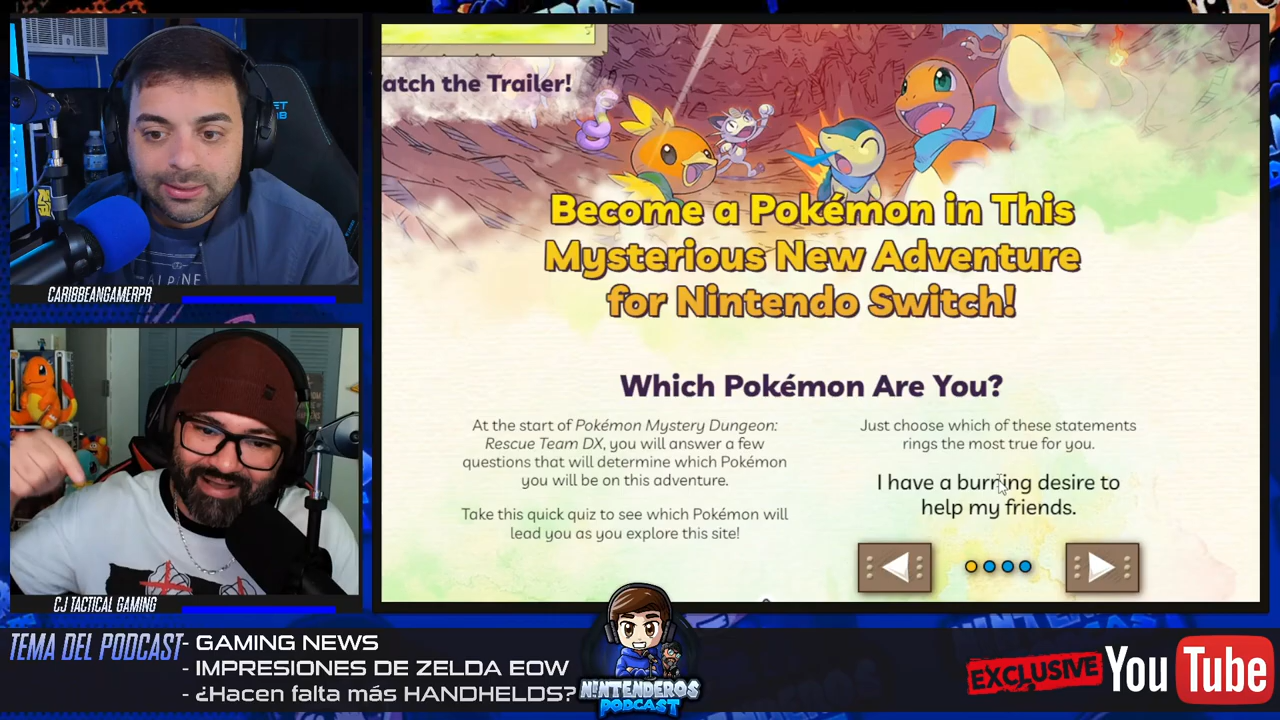 ALPINE
CARIBBEANGAMERPR
CJ TACTICAL GAMING
atch the Trailer!
Become a Pokémon in This
Mysterious New Adventure
for Nintendo Switch!
Which Pokémon Are You?
At the start of Pokémon Mystery Dungeon:
Rescue Team DX, you will answer a few
questions that will determine which Pokémon
you will be on this adventure.
Take this quick quiz to see which Pokémon will
lead you as you explore this site!
Just choose which of these statements
rings the most true for you.
I have a burning desire to
help my friends.
TEMA DEL PODCAST
- GAMING NEWS
- IMPRESIONES DE ZELDA EOW
- ¿Hacen falta más HANDHELDS?
NINTENDEROS
PODCAST
EXCLUSIVE
YouTube